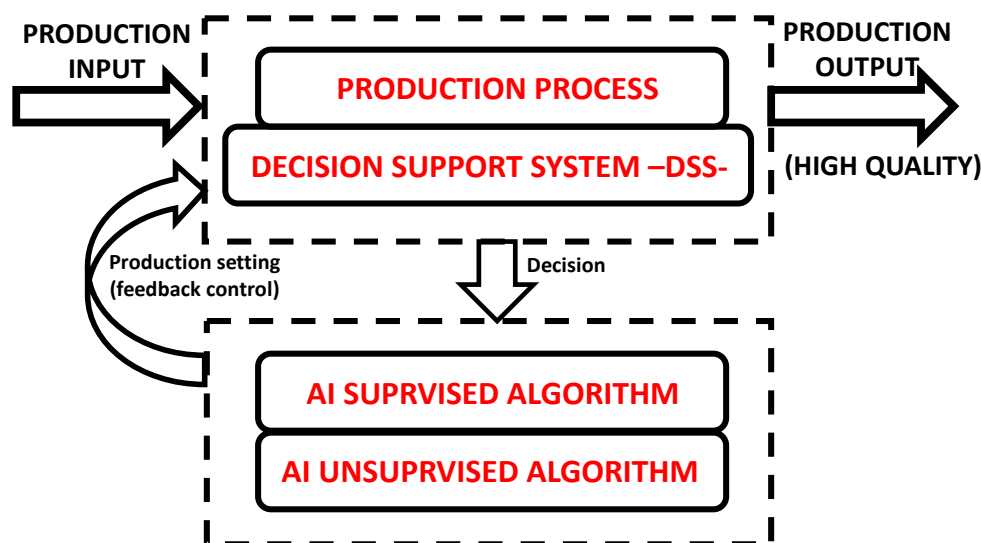 PRODUCTION
INPUT
PRODUCTION PROCESS
DECISION SUPPORT SYSTEM –DSS-
PRODUCTION
OUTPUT
(HIGH QUALITY)
Production setting
(feedback control)
Decision
AI SUPRVISED ALGORITHM
AI UNSUPRVISED ALGORITHM